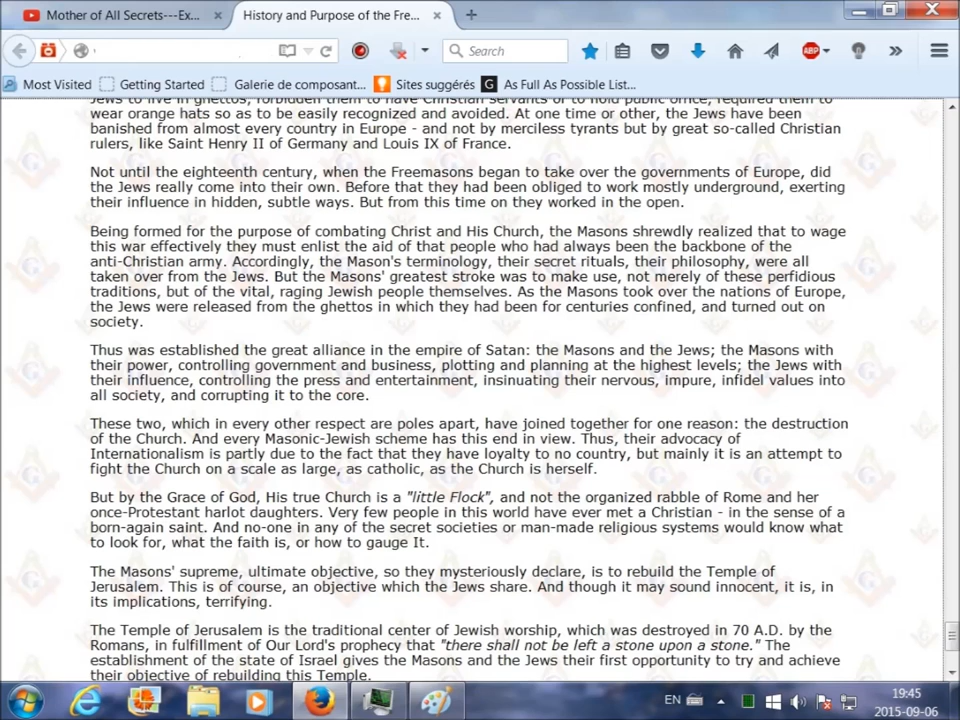 Mother of All Secrets---Ex...
History and Purpose of the Fre...
Search
ABP
Most Visited
Getting Started
Galerie de composant...
Sites suggérés
G
As Full As Possible List...
Jews to live in ghettos, forbidden them to have Christian servants or to hold public office, required them to
wear orange hats so as to be easily recognized and avoided. At one time or other, the Jews have been
banished from almost every country in Europe - and not by merciless tyrants but by great so-called Christian
rulers, like Saint Henry II of Germany and Louis IX of France.
Not until the eighteenth century, when the Freemasons began to take over the governments of Europe, did
the Jews really come into their own. Before that they had been obliged to work mostly underground, exerting
their influence in hidden, subtle ways. But from this time on they worked in the open.
Being formed for the purpose of combating Christ and His Church, the Masons shrewdly realized that to wage
this war effectively they must enlist the aid of that people who had always been the backbone of the
anti-Christian army. Accordingly, the Mason's terminology, their secret rituals, their philosophy, were all
taken over from the Jews. But the Masons' greatest stroke was to make use, not merely of these perfidious
traditions, but of the vital, raging Jewish people themselves. As the Masons took over the nations of Europe,
the Jews were released from the ghettos in which they had been for centuries confined, and turned out on
society.
Thus was established the great alliance in the empire of Satan: the Masons and the Jews; the Masons with
their power, controlling government and business, plotting and planning at the highest levels; the Jews with
their influence, controlling the press and entertainment, insinuating their nervous, impure, infidel values into
all society, and corrupting it to the core.
These two, which in every other respect are poles apart, have joined together for one reason: the destruction
of the Church. And every Masonic-Jewish scheme has this end in view. Thus, their advocacy of
Internationalism is partly due to the fact that they have loyalty to no country, but mainly it is an attempt to
fight the Church on a scale as large, as catholic, as the Church is herself.
But by the Grace of God, His true Church is a "little Flock", and not the organized rabble of Rome and her
once-Protestant harlot daughters. Very few people in this world have ever met a Christian - in the sense of a
born-again saint. And no-one in any of the secret societies or man-made religious systems would know what
to look for, what the faith is, or how to gauge It.
The Masons' supreme, ultimate objective, so they mysteriously declare, is to rebuild the Temple of
Jerusalem. This is of course, an objective which the Jews share. And though it may sound innocent, it is, in
its implications, terrifying.
The Temple of Jerusalem is the traditional center of Jewish worship, which was destroyed in 70 A.D. by the
Romans, in fulfillment of Our Lord's prophecy that "there shall not be left a stone upon a stone." The
establishment of the state of Israel gives the Masons and the Jews their first opportunity to try and achieve
their objective of rebuilding this Temple.
EN
19:45
2015-09-06